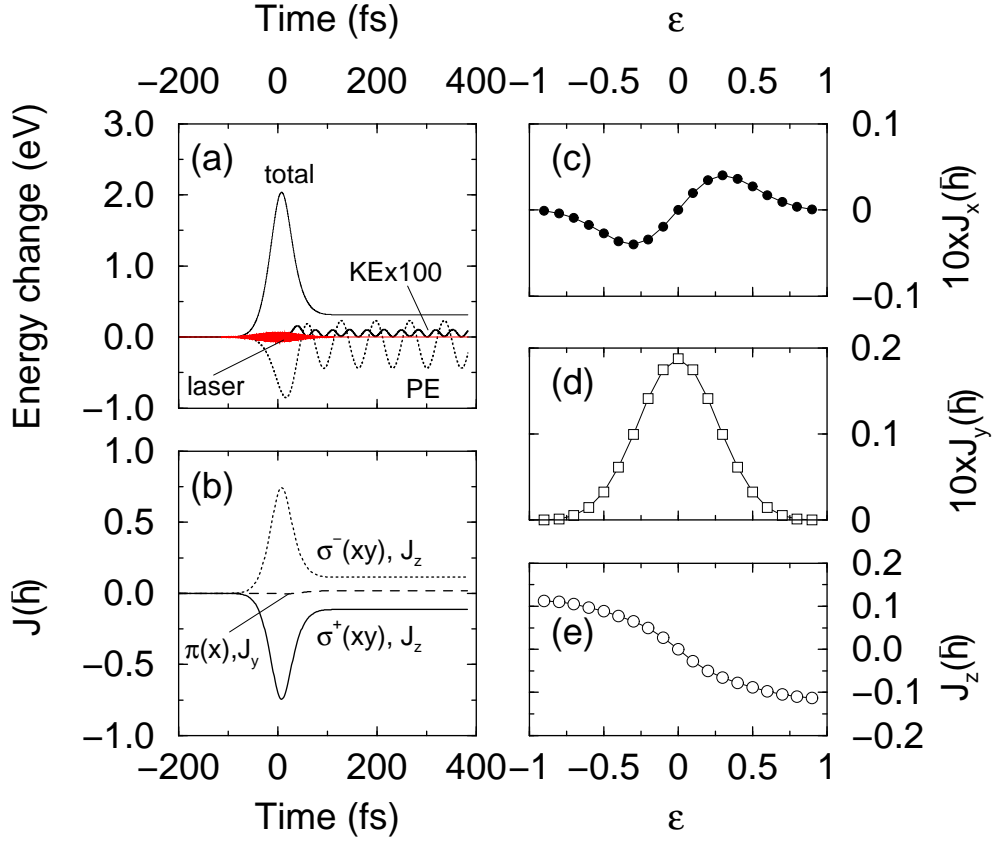 Time (fs)
ε
−200 0 200 400
−1 −0.5 0 0.5 1
Energy change (eV)
3.0
2.0
1.0
0.0
−1.0
(a)
total
KEx100
laser
PE
(c)
0.1
0
−0.1
10xJx(ħ)
(d)
0.2
0.1
0
10xJy(ħ)
J(ħ)
1.0
0.5
0.0
−0.5
−1.0
(b)
σ−(xy), Jz
π(x),Jy
σ+(xy), Jz
(e)
0.2
0.1
0.0
−0.1
−0.2
Jz(ħ)
−200 0 200 400
−1 −0.5 0 0.5 1
Time (fs)
ε